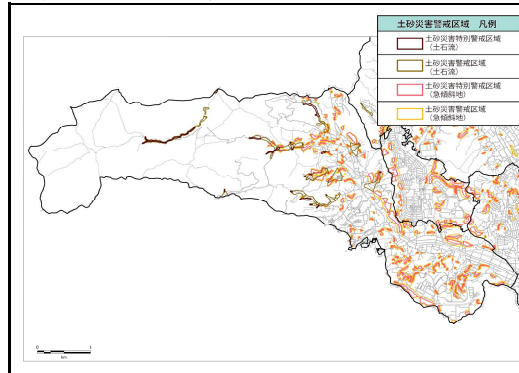 土砂災害警戒区域 凡例
土砂災害特別警戒区域
(土石流)
土砂災害警戒区域
(土石流)
土砂災害特別警戒区域
(急傾斜地)
土砂災害警戒区域
(急傾斜地)
0 1
km